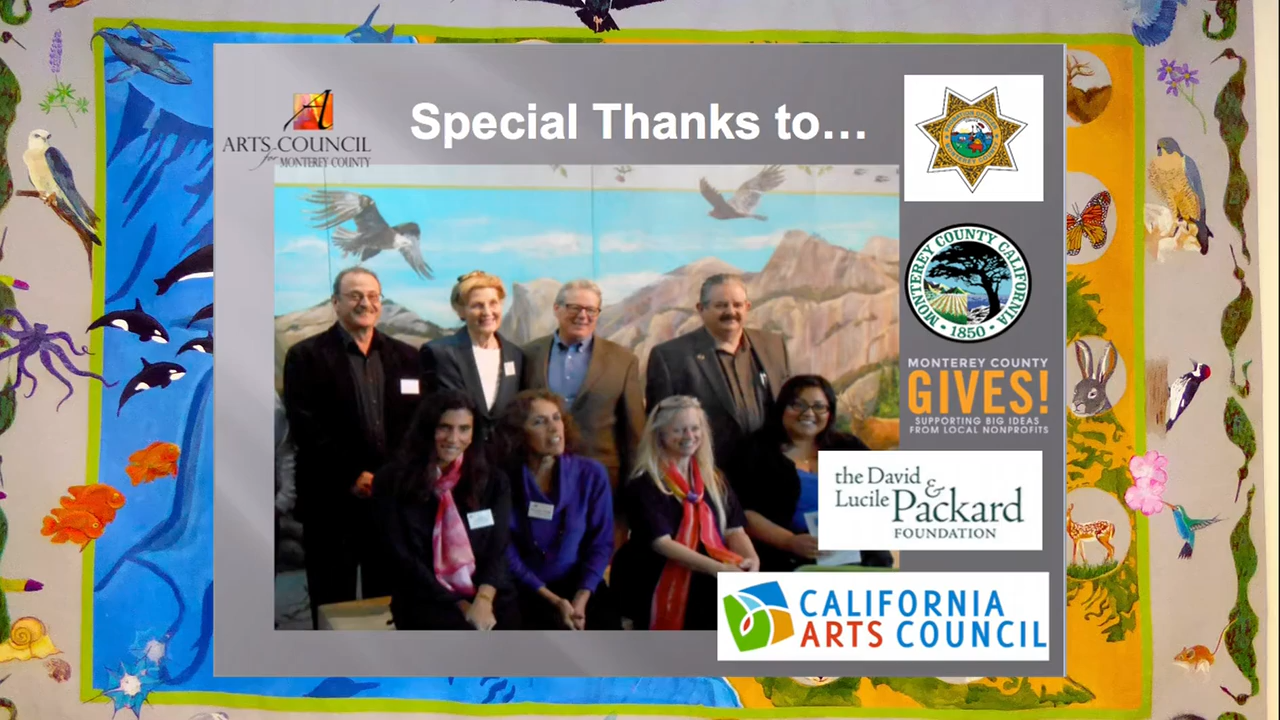 Special Thanks to…
A
ARTS COUNCIL
for MONTEREY COUNTY
MONTEREY COUNTY CALIFORNIA
• 1850 •
MONTEREY COUNTY
GIVES!
SUPPORTING BIG IDEAS
FROM LOCAL NONPROFITS
the David
&
Lucile Packard
FOUNDATION
CALIFORNIA
ARTS COUNCIL